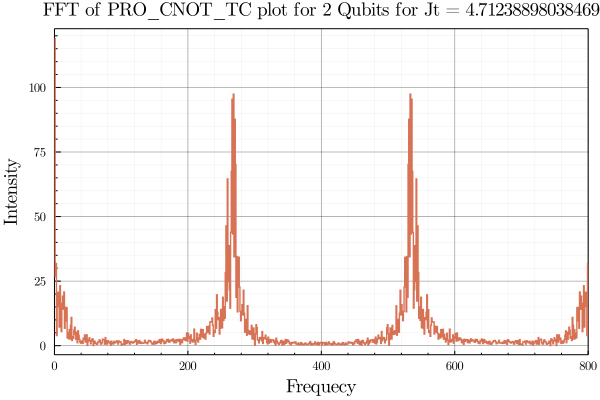 FFT of PRO_CNOT_TC plot for 2 Qubits for Jt = 4.71238898038469
Intensity
100
75
50
25
0
0 200 400 600 800
Frequecy